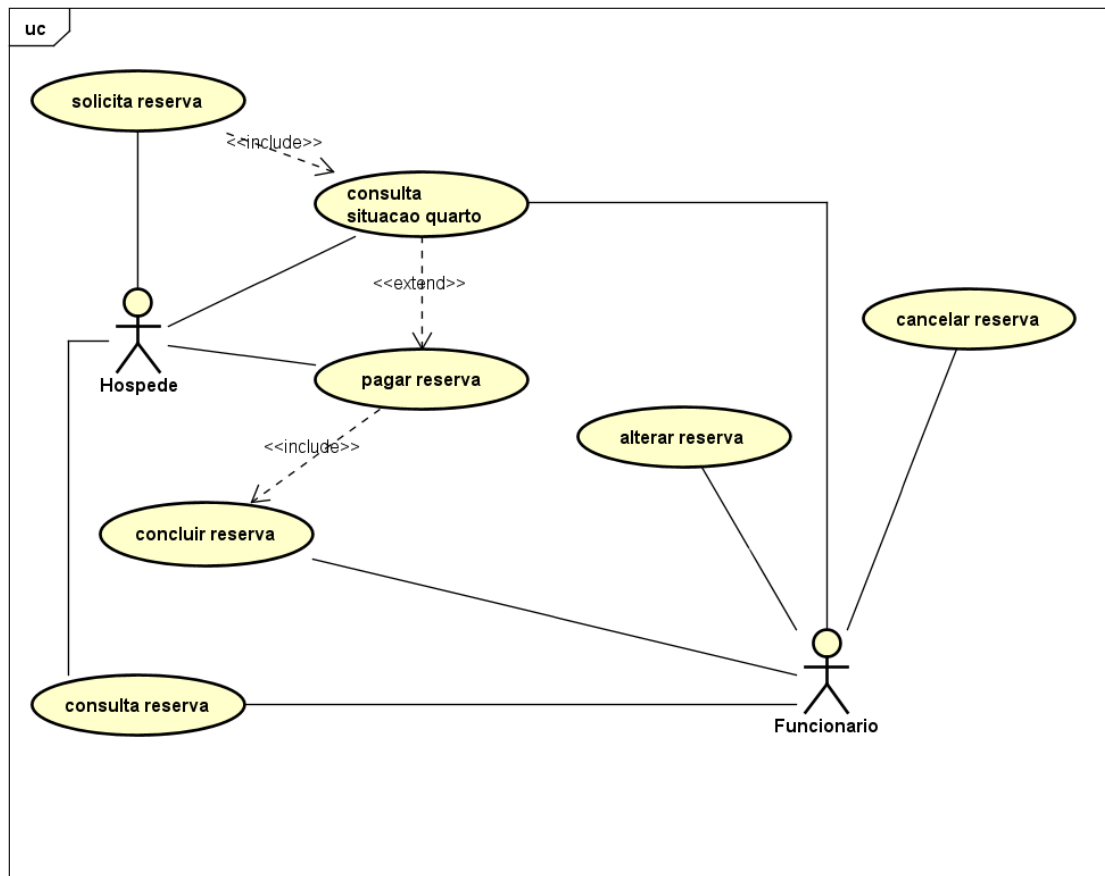 uc
solicita reserva
<<include>>
consulta
situacao quarto
<<extend>>
cancelar reserva
Hospede
pagar reserva
alterar reserva
<<include>>
concluir reserva
consulta reserva
Funcionario